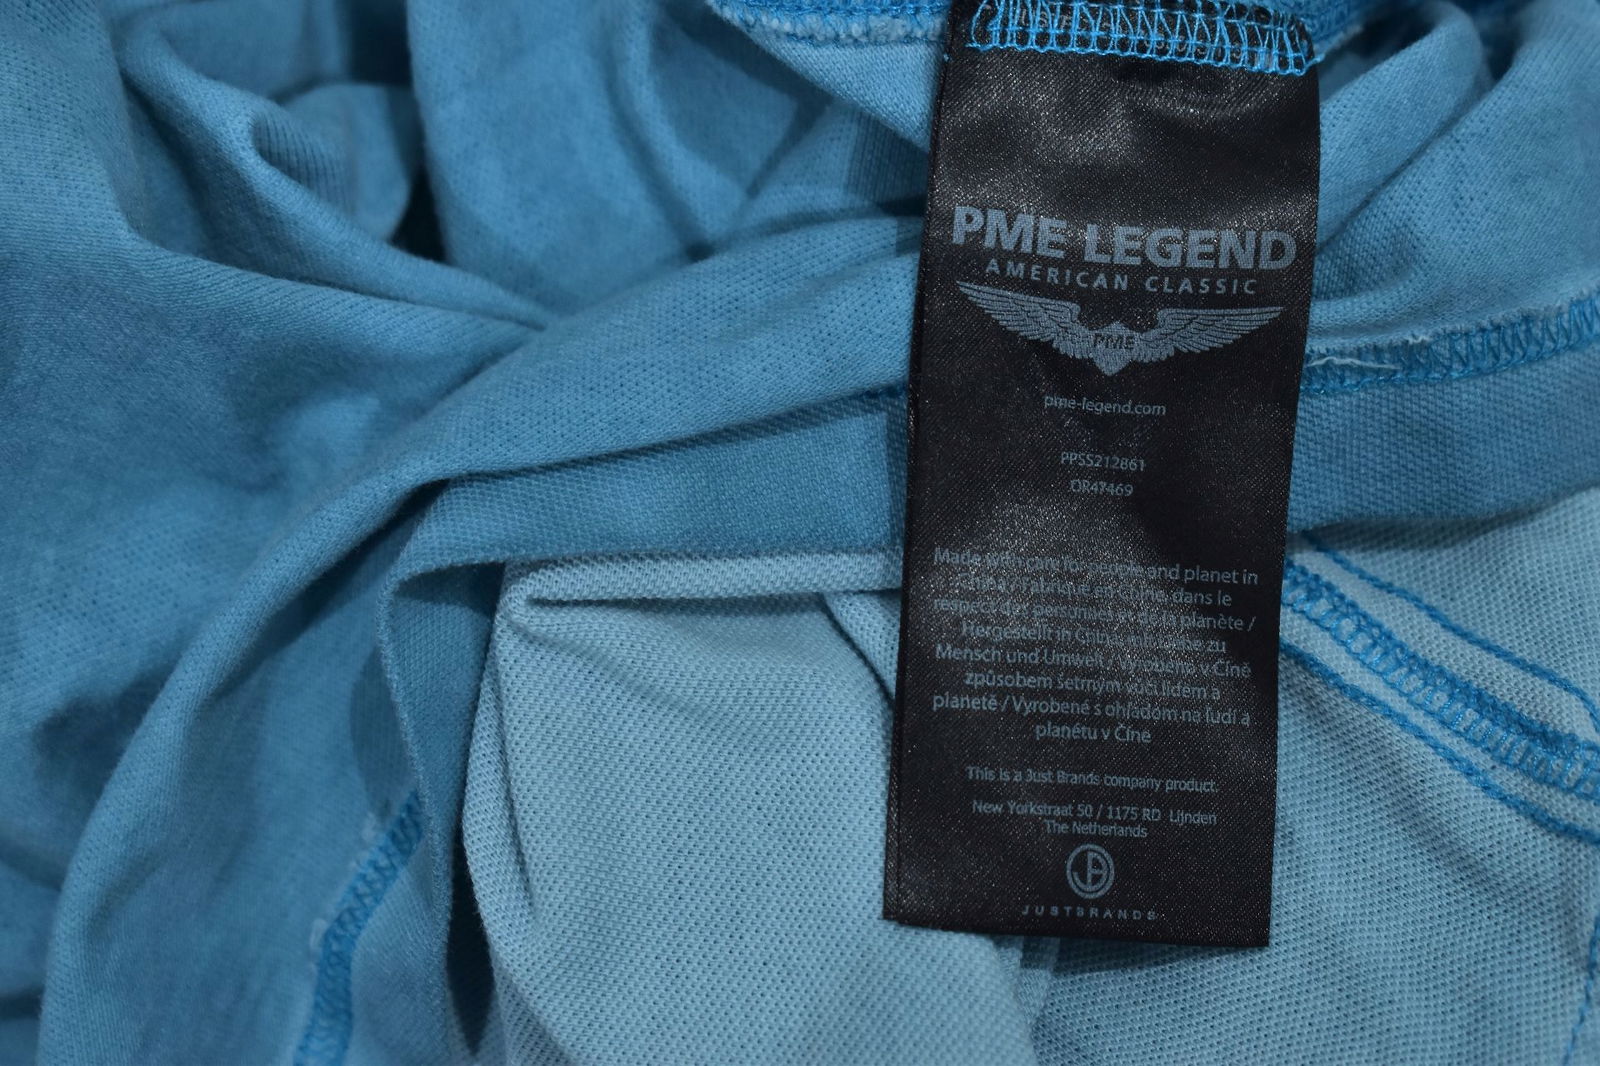 PME LEGEND
AMERICAN CLASSIC
PME
pme-legend.com
PPSS212861
OR47469
Made with care for people and planet in
China / Fabriqué en Chine dans le
respect des personnes et de la planète /
Hergestellt in China mit Liebe zu
Mensch und Umwelt / Vyrobeno v Číně
způsobem šetrným vůči lidem a
planetě / Vyrobené s ohľadom na ľudí a
planétu v Číne
This is a Just Brands company product.
New Yorkstraat 50 / 1175 RD Lijnden
The Netherlands
JB
JUSTBRANDS